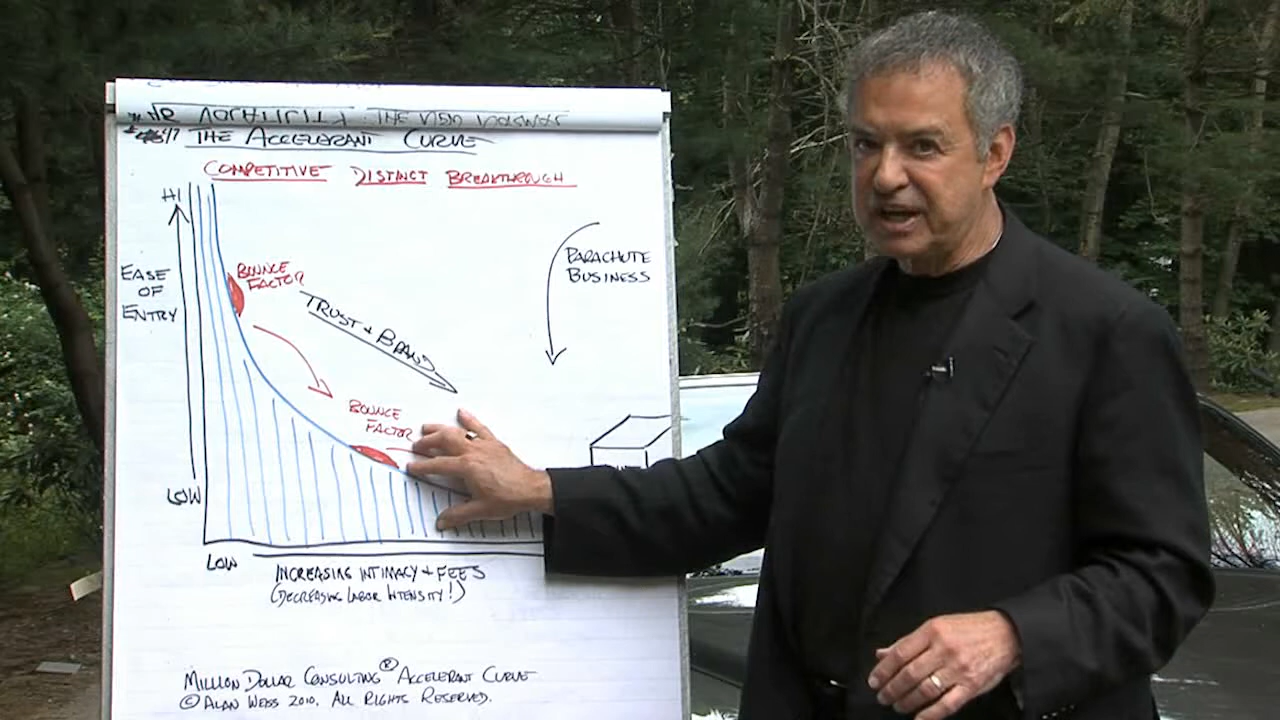 THE ACCELERANT CURVE
COMPETITIVE DISTINCT BREAKTHROUGH
HI
EASE
OF
ENTRY
BOUNCE
FACTOR
TRUST + BRAND
PARACHUTE
BUSINESS
BOUNCE
FACTOR
LOW
LOW
INCREASING INTIMACY + FEES
(DECREASING LABOR INTENSITY!)
MILLION DOLLAR CONSULTING® ACCELERANT CURVE
© ALAN WEISS 2010. ALL RIGHTS RESERVED.